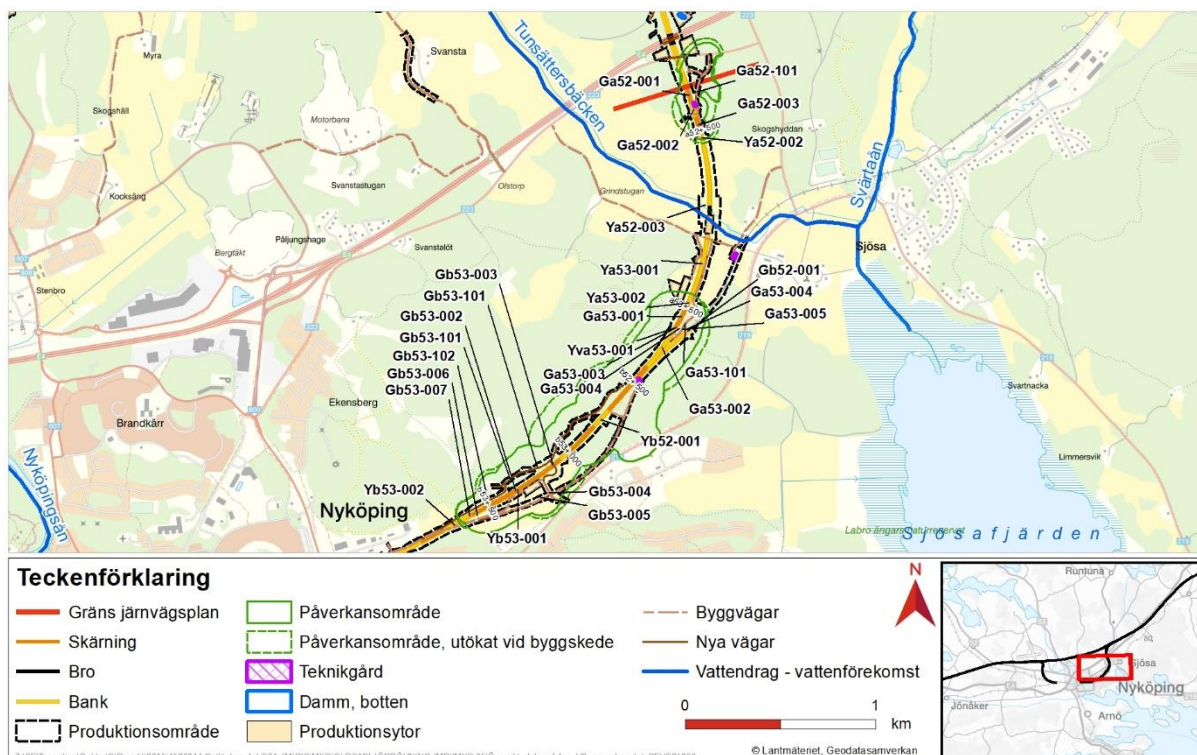 Myra
Svansta
Skogshäll
Motorbana
Kocksäng
Svanstastugan
Olstorp
Tunsättersbäcken
Grindstugan
Ga52-001
Ga52-101
Ga52-003
Skogshyddan
Ga52-002
Ya52-002
Svärtaån
Ya52-003
Sjösa
Påljungshage
Svanstalöt
Bergtäkt
Stenbro
Ya53-001
Gb52-001
Ya53-002
Ga53-004
Ga53-001
Ga53-005
Yva53-001
Ga53-003
Ga53-004
Ga53-101
Ga53-002
Gb53-003
Gb53-101
Gb53-002
Gb53-101
Gb53-102
Gb53-006
Gb53-007
Ekensberg
Brandkärr
Svartnacka
Yb52-001
Limmersvik
Nyköpingsån
Yb53-002
Gb53-004
Gb53-005
Nyköping
Yb53-001
Labro ängars naturreservat
Sjösafjärden
Teckenförklaring
Gräns järnvägsplan
Skärning
Bro
Bank
Produktionsområde
Påverkansområde
Påverkansområde, utökat vid byggskede
Teknikgård
Damm, botten
Produktionsytor
Byggvägar
Nya vägar
Vattendrag - vattenförekomst
0 1
km
N
Runtuna
Sjösa
Nyköping
Jönåker
Arnö
© Lantmäteriet, Geodatasamverkan